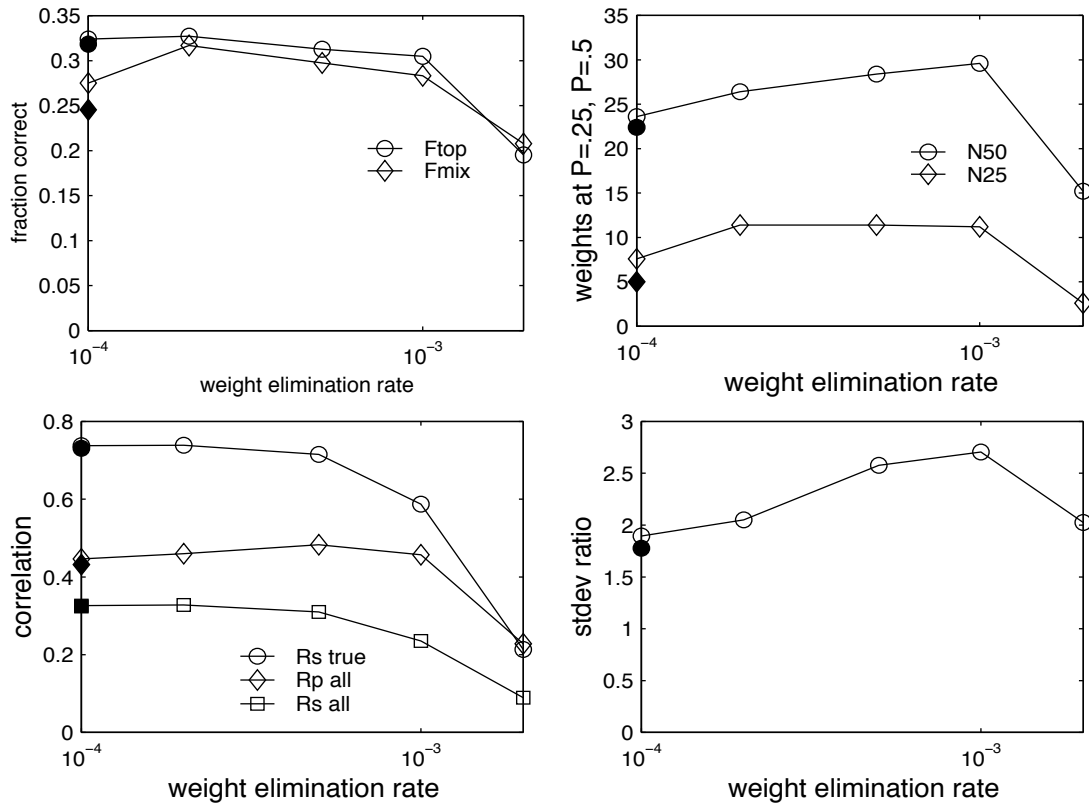 0.35
0.3
0.25
0.2
0.15
0.1
0.05
0
fraction correct
Ftop
Fmix
10⁻⁴
10⁻³
weight elimination rate
35
30
25
20
15
10
5
0
weights at P=.25, P=.5
N50
N25
10⁻⁴
10⁻³
weight elimination rate
0.8
0.6
0.4
0.2
0
correlation
Rs true
Rp all
Rs all
10⁻⁴
10⁻³
weight elimination rate
3
2.5
2
1.5
1
0.5
0
stdev ratio
10⁻⁴
10⁻³
weight elimination rate